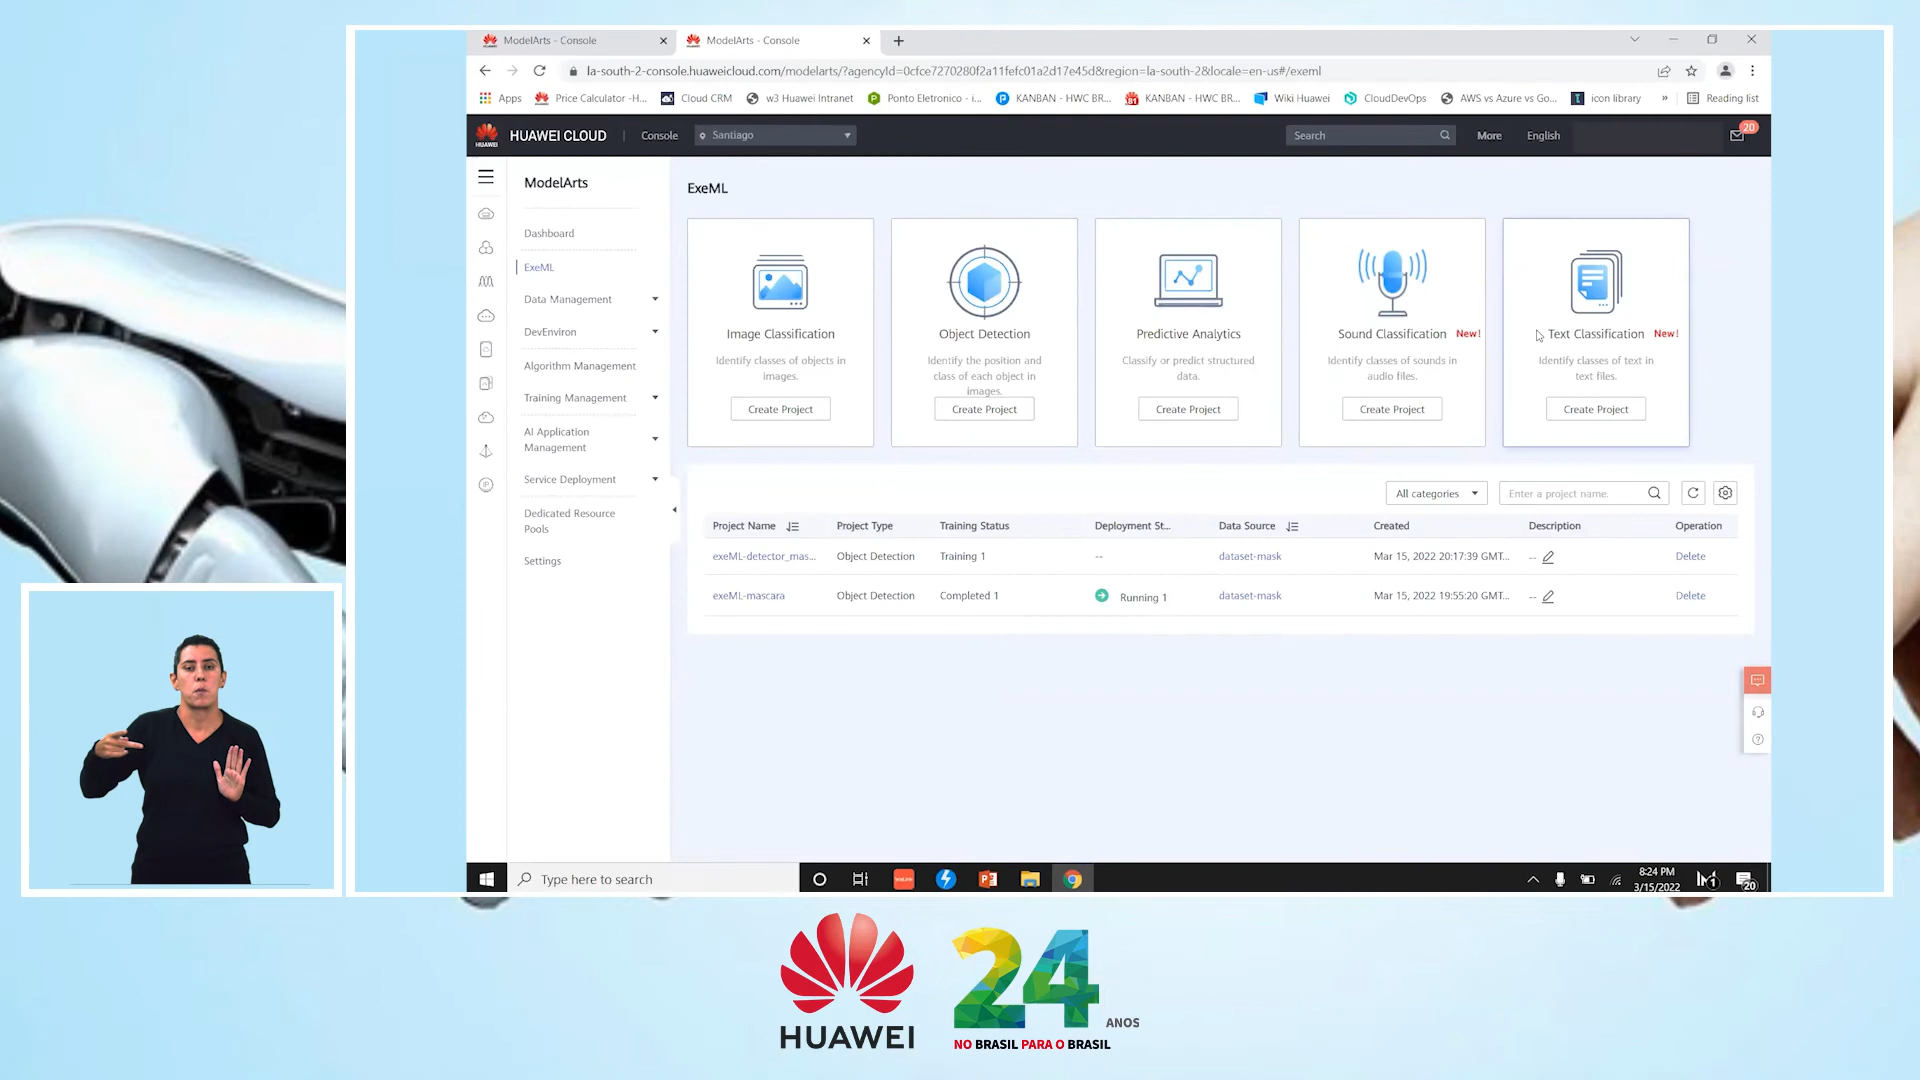 ModelArts - Console
ModelArts - Console
la-south-2-console.huaweicloud.com/modelarts/?agencyId=0cfce7270280f2a11fefc01a2d17e45d&region=la-south-2&locale=en-us#/exeml
Apps
Price Calculator -H...
Cloud CRM
w3 Huawei Intranet
Ponto Eletronico - i...
KANBAN - HWC BR...
KANBAN - HWC BR...
Wiki Huawei
CloudDevOps
AWS vs Azure vs Go...
icon library
»
Reading list
HUAWEI
HUAWEI CLOUD
Console
Santiago
Search
More
English
20
ModelArts
Dashboard
ExeML
Data Management
DevEnviron
Algorithm Management
Training Management
AI Application
Management
Service Deployment
Dedicated Resource
Pools
Settings
ExeML
Image Classification
Identify classes of objects in
images.
Create Project
Object Detection
Identify the position and
class of each object in
images.
Create Project
Predictive Analytics
Classify or predict structured
data.
Create Project
Sound Classification New!
Identify classes of sounds in
audio files.
Create Project
Text Classification New!
Identify classes of text in
text files.
Create Project
All categories
Enter a project name.
Project Name
Project Type
Training Status
Deployment St...
Data Source
Created
Description
Operation
exeML-detector_mas...
Object Detection
Training 1
--
dataset-mask
Mar 15, 2022 20:17:39 GMT...
--
Delete
exeML-mascara
Object Detection
Completed 1
Running 1
dataset-mask
Mar 15, 2022 19:55:20 GMT...
--
Delete
Type here to search
8:24 PM
3/15/2022
1
20
HUAWEI
24
ANOS
NO BRASIL PARA O BRASIL